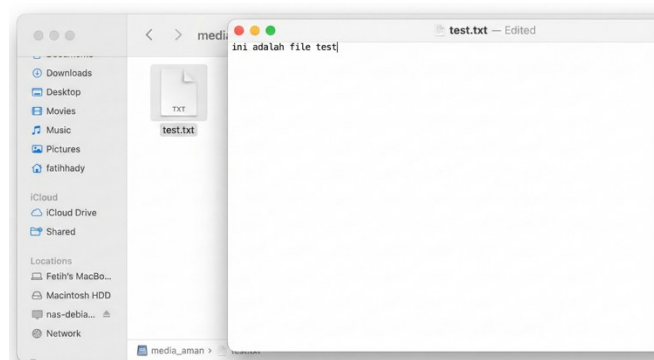 medi
test.txt — Edited
ini adalah file test
Downloads
Desktop
Movies
Music
Pictures
fatihhady
TXT
test.txt
iCloud
iCloud Drive
Shared
Locations
Fetih's MacBo...
Macintosh HDD
nas-debia...
Network
media_aman ›